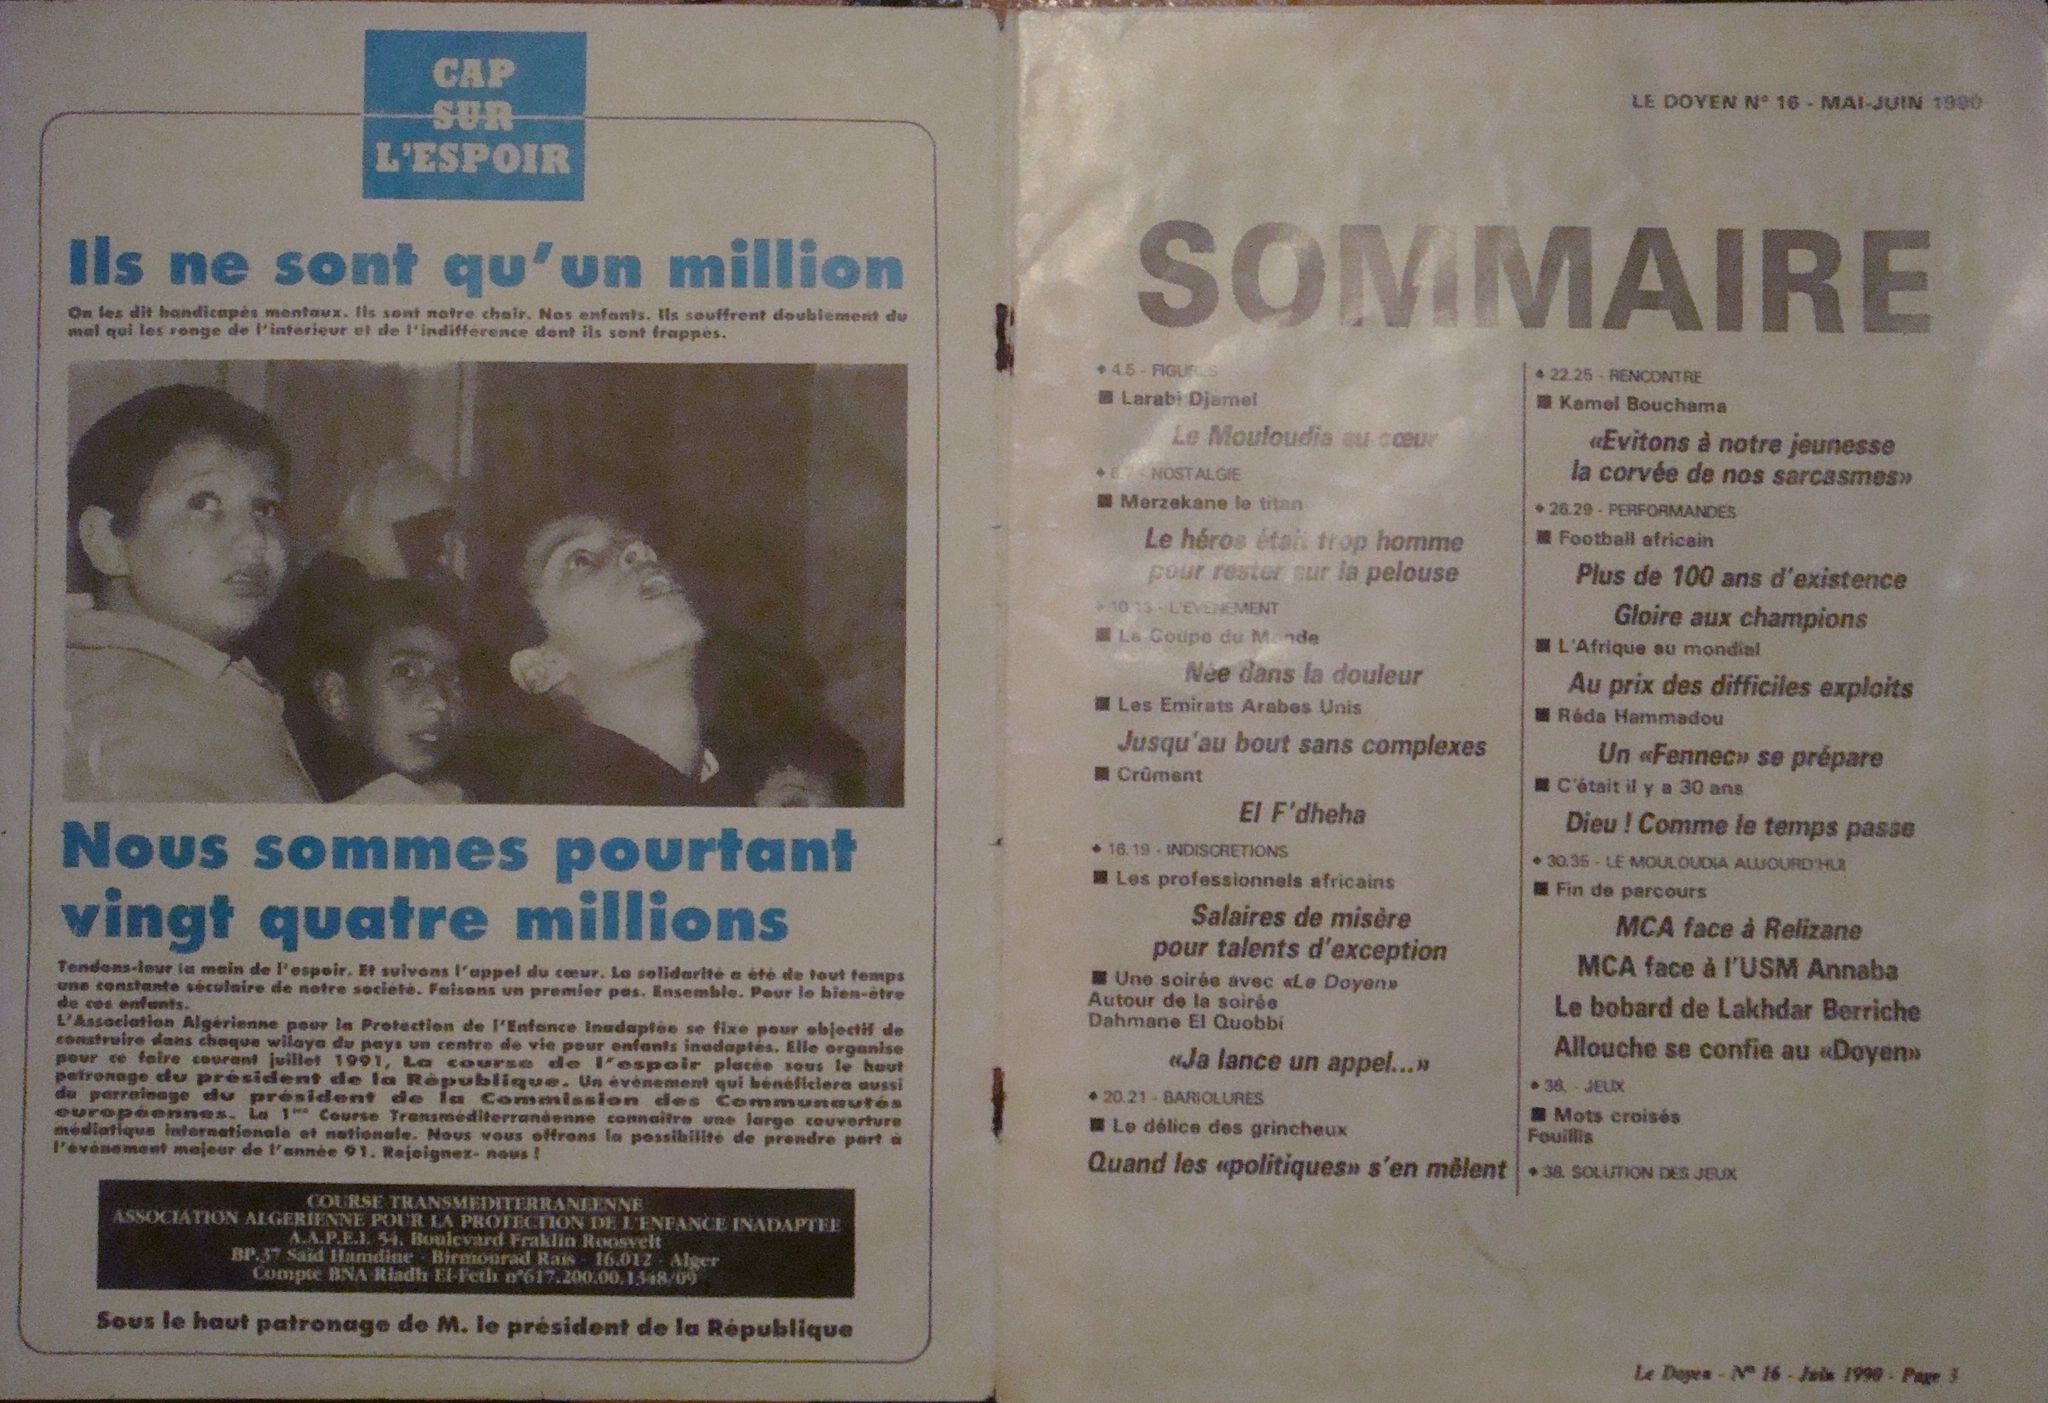 CAP
SUR
L'ESPOIR
Ils ne sont qu'un million
On les dit handicapés mentaux. Ils sont notre chair. Nos enfants. Ils souffrent doublement du
mal qui les ronge de l'intérieur et de l'indifférence dont ils sont frappés.
Nous sommes pourtant
vingt quatre millions
Tendons-leur la main de l'espoir. Et suivons l'appel du cœur. La solidarité a été de tout temps
une constante séculaire de notre société. Faisons un premier pas. Ensemble. Pour le bien-être
de ces enfants.
L'Association Algérienne pour la Protection de l'Enfance Inadaptée se fixe pour objectif de
construire dans chaque wilaya du pays un centre de vie pour enfants inadaptés. Elle organise
pour ce faire courant juillet 1991, La course de l'espoir placée sous le haut
patronage du président de la République. Un événement qui bénéficiera aussi
du parrainage du président de la Commission des Communautés
européennes. La 1ère Course Transméditerranéenne connaître une large couverture
médiatique internationale et nationale. Nous vous offrons la possibilité de prendre part à
l'événement majeur de l'année 91. Rejoignez- nous !
COURSE TRANSMEDITERRANEENNE
ASSOCIATION ALGERIENNE POUR LA PROTECTION DE L'ENFANCE INADAPTEE
A.A.P.E.I. 54, Boulevard Fraklin Roosvelt
BP.37 Saïd Hamdine - Birmourad Raïs - 16.012 - Alger
Compte BNA Riadh El-Feth n°617.200.00.1348/09
Sous le haut patronage de M. le président de la République
LE DOYEN N° 16 - MAI-JUIN 1990
SOMMAIRE
♦ 4.5 - FIGURES
■ Larabi Djamel
Le Mouloudia au cœur
♦ 6.7 - NOSTALGIE
■ Merzekane le titan
Le héros était trop homme
pour rester sur la pelouse
♦ 10.13 - L'EVENEMENT
■ La Coupe du Monde
Née dans la douleur
■ Les Emirats Arabes Unis
Jusqu'au bout sans complexes
■ Crûment
El F'dheha
♦ 16.19 - INDISCRETIONS
■ Les professionnels africains
Salaires de misère
pour talents d'exception
■ Une soirée avec «Le Doyen»
Autour de la soirée
Dahmane El Quobbi
«Ja lance un appel...»
♦ 20.21 - BARIOLURES
■ Le délice des grincheux
Quand les «politiques» s'en mêlent
♦ 22.25 - RENCONTRE
■ Kamel Bouchama
«Evitons à notre jeunesse
la corvée de nos sarcasmes»
♦ 26.29 - PERFORMANDES
■ Football africain
Plus de 100 ans d'existence
Gloire aux champions
■ L'Afrique au mondial
Au prix des difficiles exploits
■ Réda Hammadou
Un «Fennec» se prépare
■ C'était il y a 30 ans
Dieu ! Comme le temps passe
♦ 30.35 - LE MOULOUDIA AUJOURD'HUI
■ Fin de parcours
MCA face à Relizane
MCA face à l'USM Annaba
Le bobard de Lakhdar Berriche
Allouche se confie au «Doyen»
♦ 36. - JEUX
■ Mots croisés
Fouillis
♦ 38. SOLUTION DES JEUX
Le Doyen - N° 16 - Juin 1990 - Page 3